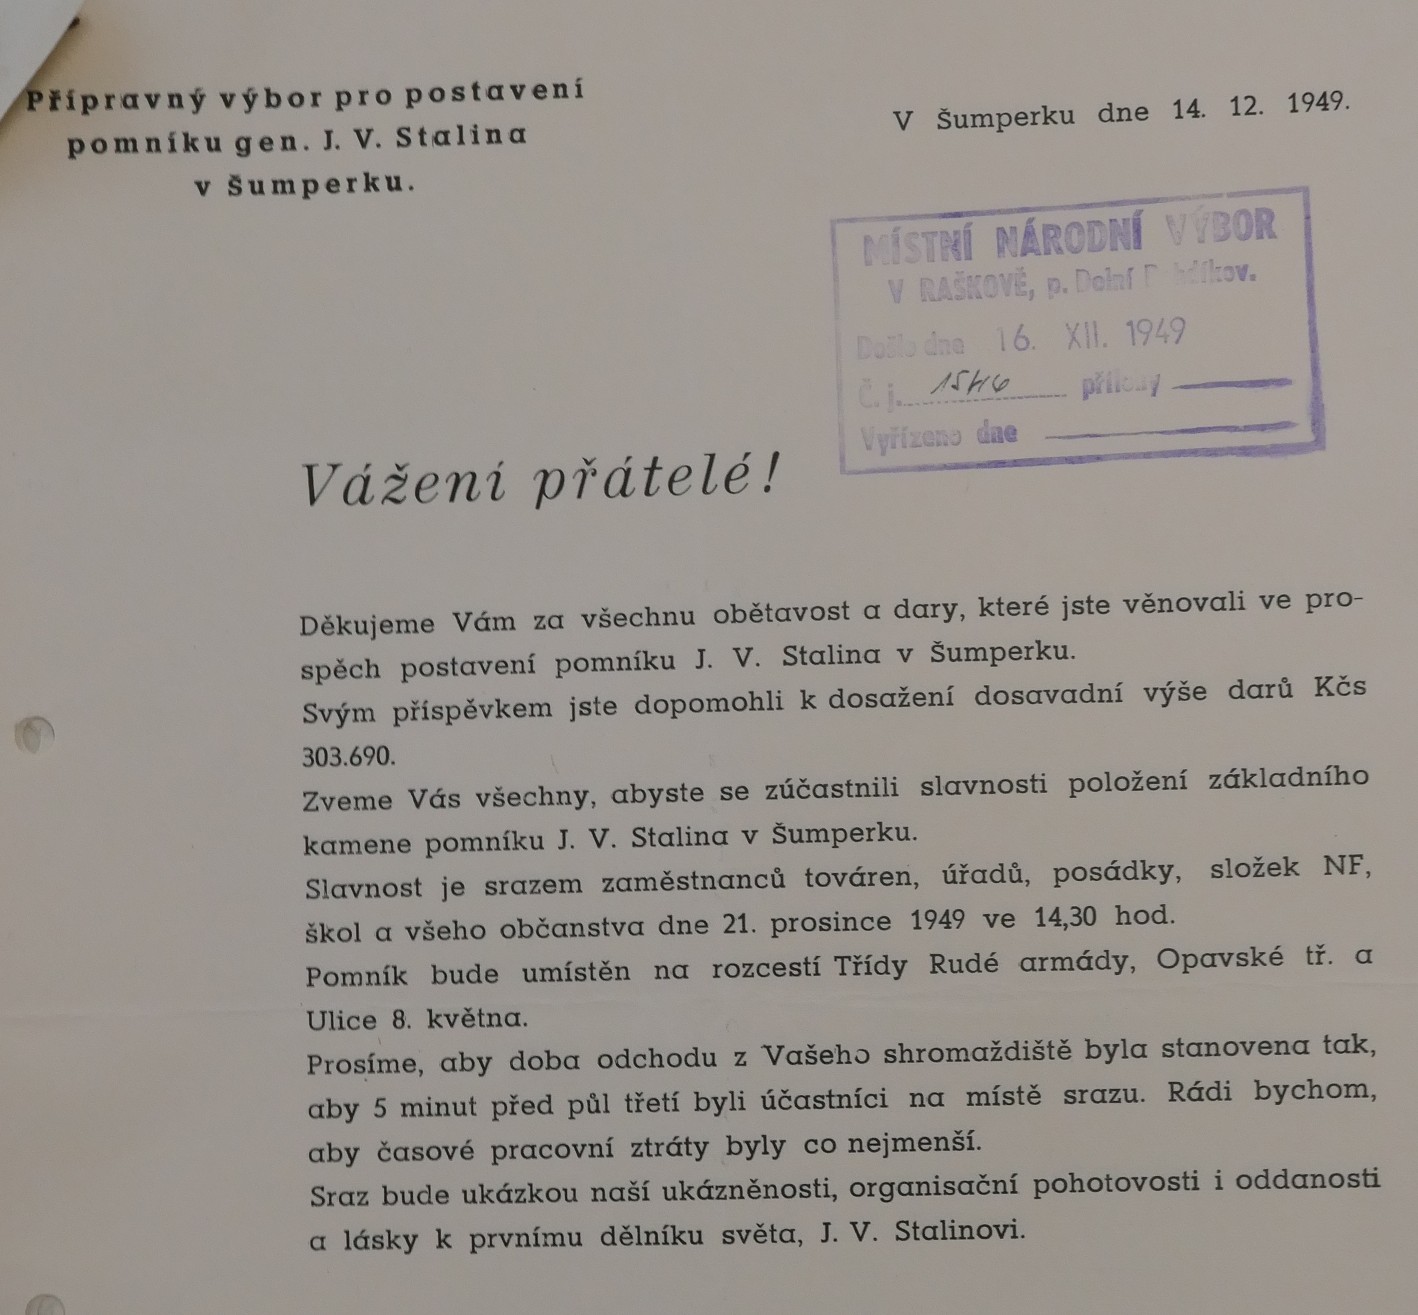 Přípravný výbor pro postavení
pomníku gen. J. V. Stalina
v Šumperku.
V Šumperku dne 14. 12. 1949.
MÍSTNÍ NÁRODNÍ VÝBOR
V RAŠKOVĚ, p. Dolní
Došlo dne 16. XII. 1949
Č. j. přílohy
Vyřízeno dne
Vážení přátelé!
Děkujeme Vám za všechnu obětavost a dary, které jste věnovali ve pro-
spěch postavení pomníku J. V. Stalina v Šumperku.
Svým příspěvkem jste dopomohli k dosažení dosavadní výše darů Kčs
303.690.
Zveme Vás všechny, abyste se zúčastnili slavnosti položení základního
kamene pomníku J. V. Stalina v Šumperku.
Slavnost je srazem zaměstnanců továren, úřadů, posádky, složek NF,
škol a všeho občanstva dne 21. prosince 1949 ve 14,30 hod.
Pomník bude umístěn na rozcestí Třídy Rudé armády, Opavské tř. a
Ulice 8. května.
Prosíme, aby doba odchodu z Vašeho shromaždiště byla stanovena tak,
aby 5 minut před půl třetí byli účastníci na místě srazu. Rádi bychom,
aby časové pracovní ztráty byly co nejmenší.
Sraz bude ukázkou naší ukázněnosti, organisační pohotovosti i oddanosti
a lásky k prvnímu dělníku světa, J. V. Stalinovi.